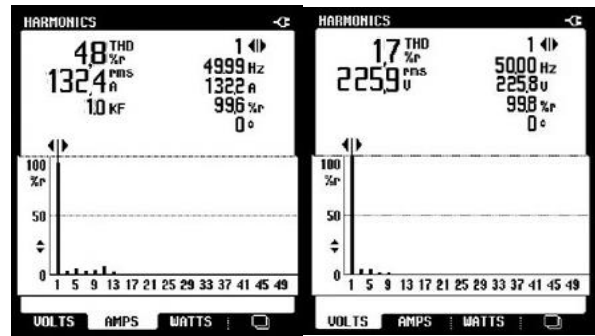 HARMONICS
4,8 THD %r
132,4 rms A
1,0 KF
1
49,99 Hz
132,2 A
99,6 %r
0 °
100
%r
50
0
1 5 9 13 17 21 25 29 33 37 41 45 49
VOLTS AMPS WATTS
HARMONICS
1,7 THD %r
225,9 rms V
1
50,00 Hz
225,8 V
99,8 %r
0 °
100
%r
50
0
1 5 9 13 17 21 25 29 33 37 41 45 49
VOLTS AMPS WATTS